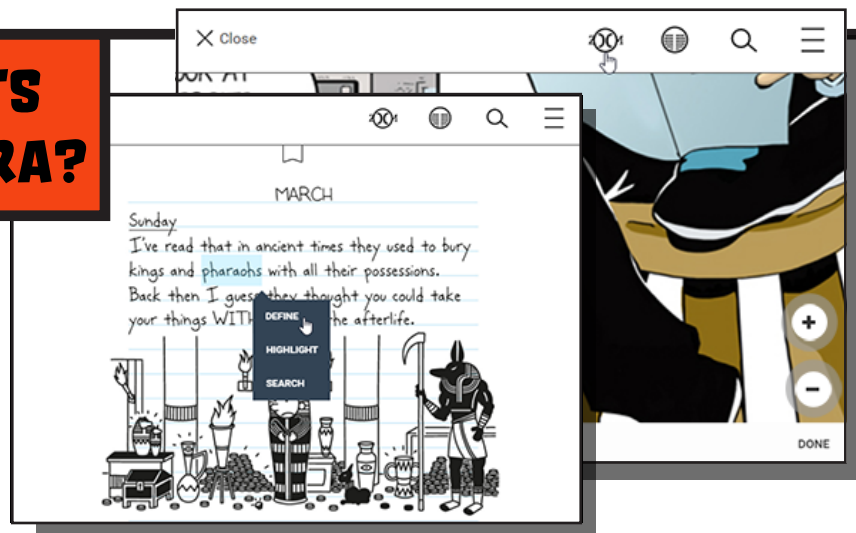 TS
RA?
Close
MARCH
Sunday
I've read that in ancient times they used to bury
kings and pharaohs with all their possessions.
Back then I guess they thought you could take
your things WITH he afterlife.
DEFINE
HIGHLIGHT
SEARCH
DONE